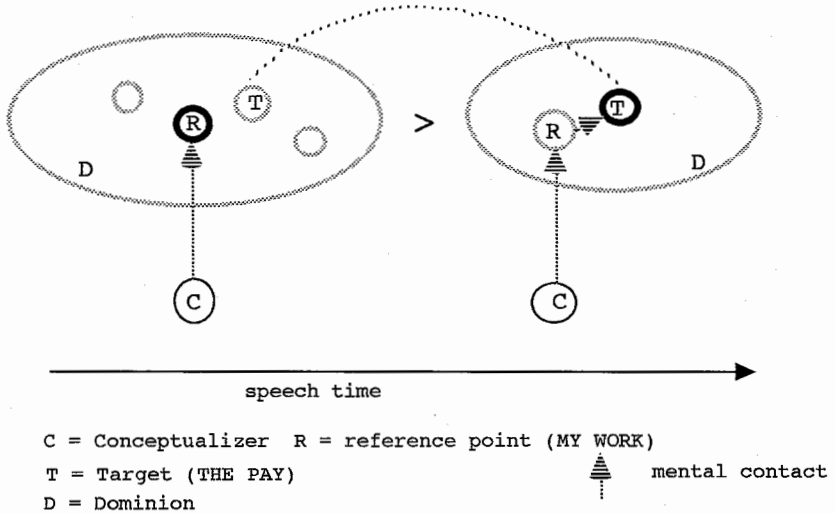 T
R
T
R
>
D
D
C
C
speech time
C = Conceptualizer R = reference point (MY WORK)
T = Target (THE PAY) mental contact
D = Dominion